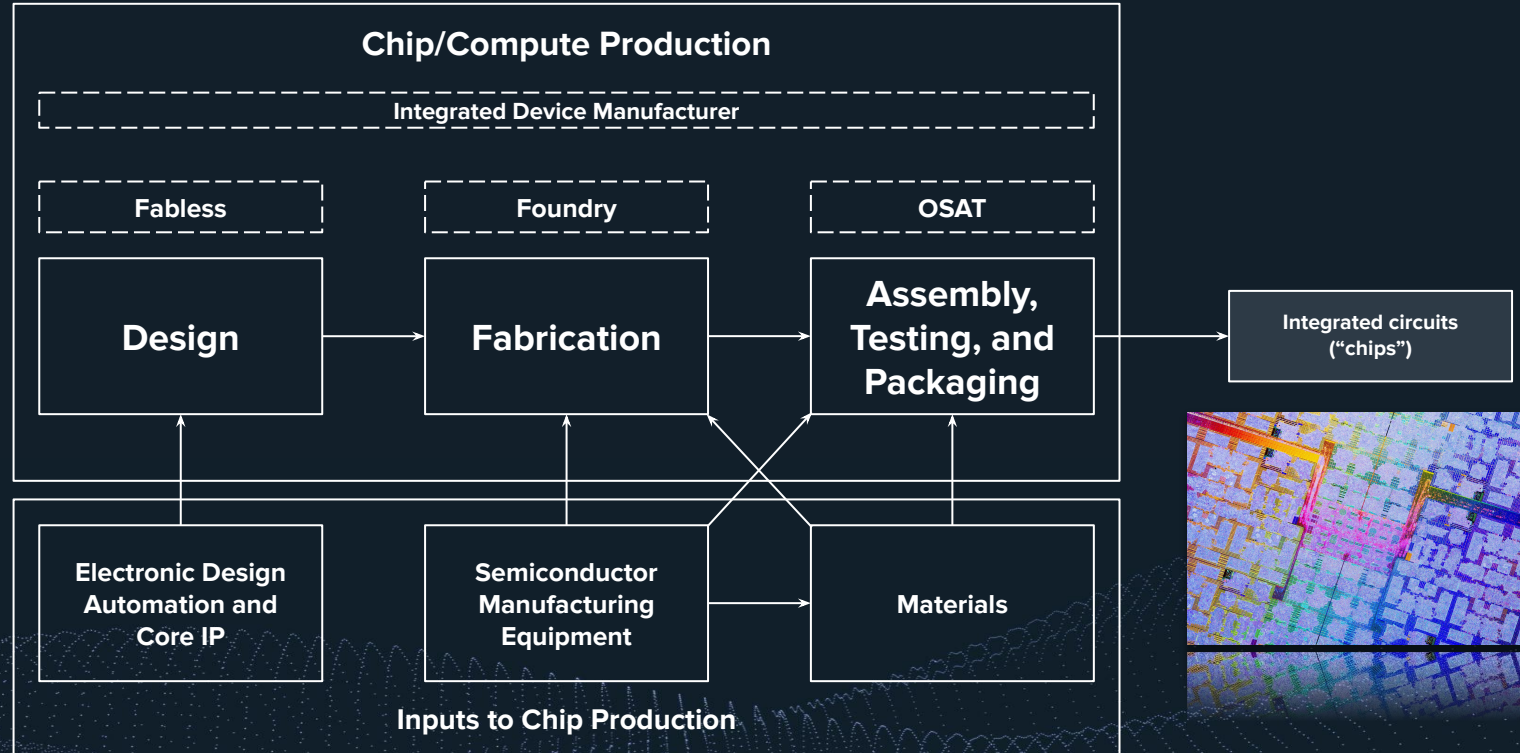 Chip/Compute Production
Integrated Device Manufacturer
Fabless
Foundry
OSAT
Design
Fabrication
Assembly,
Testing, and
Packaging
Integrated circuits
(“chips”)
Electronic Design
Automation and
Core IP
Semiconductor
Manufacturing
Equipment
Materials
Inputs to Chip Production